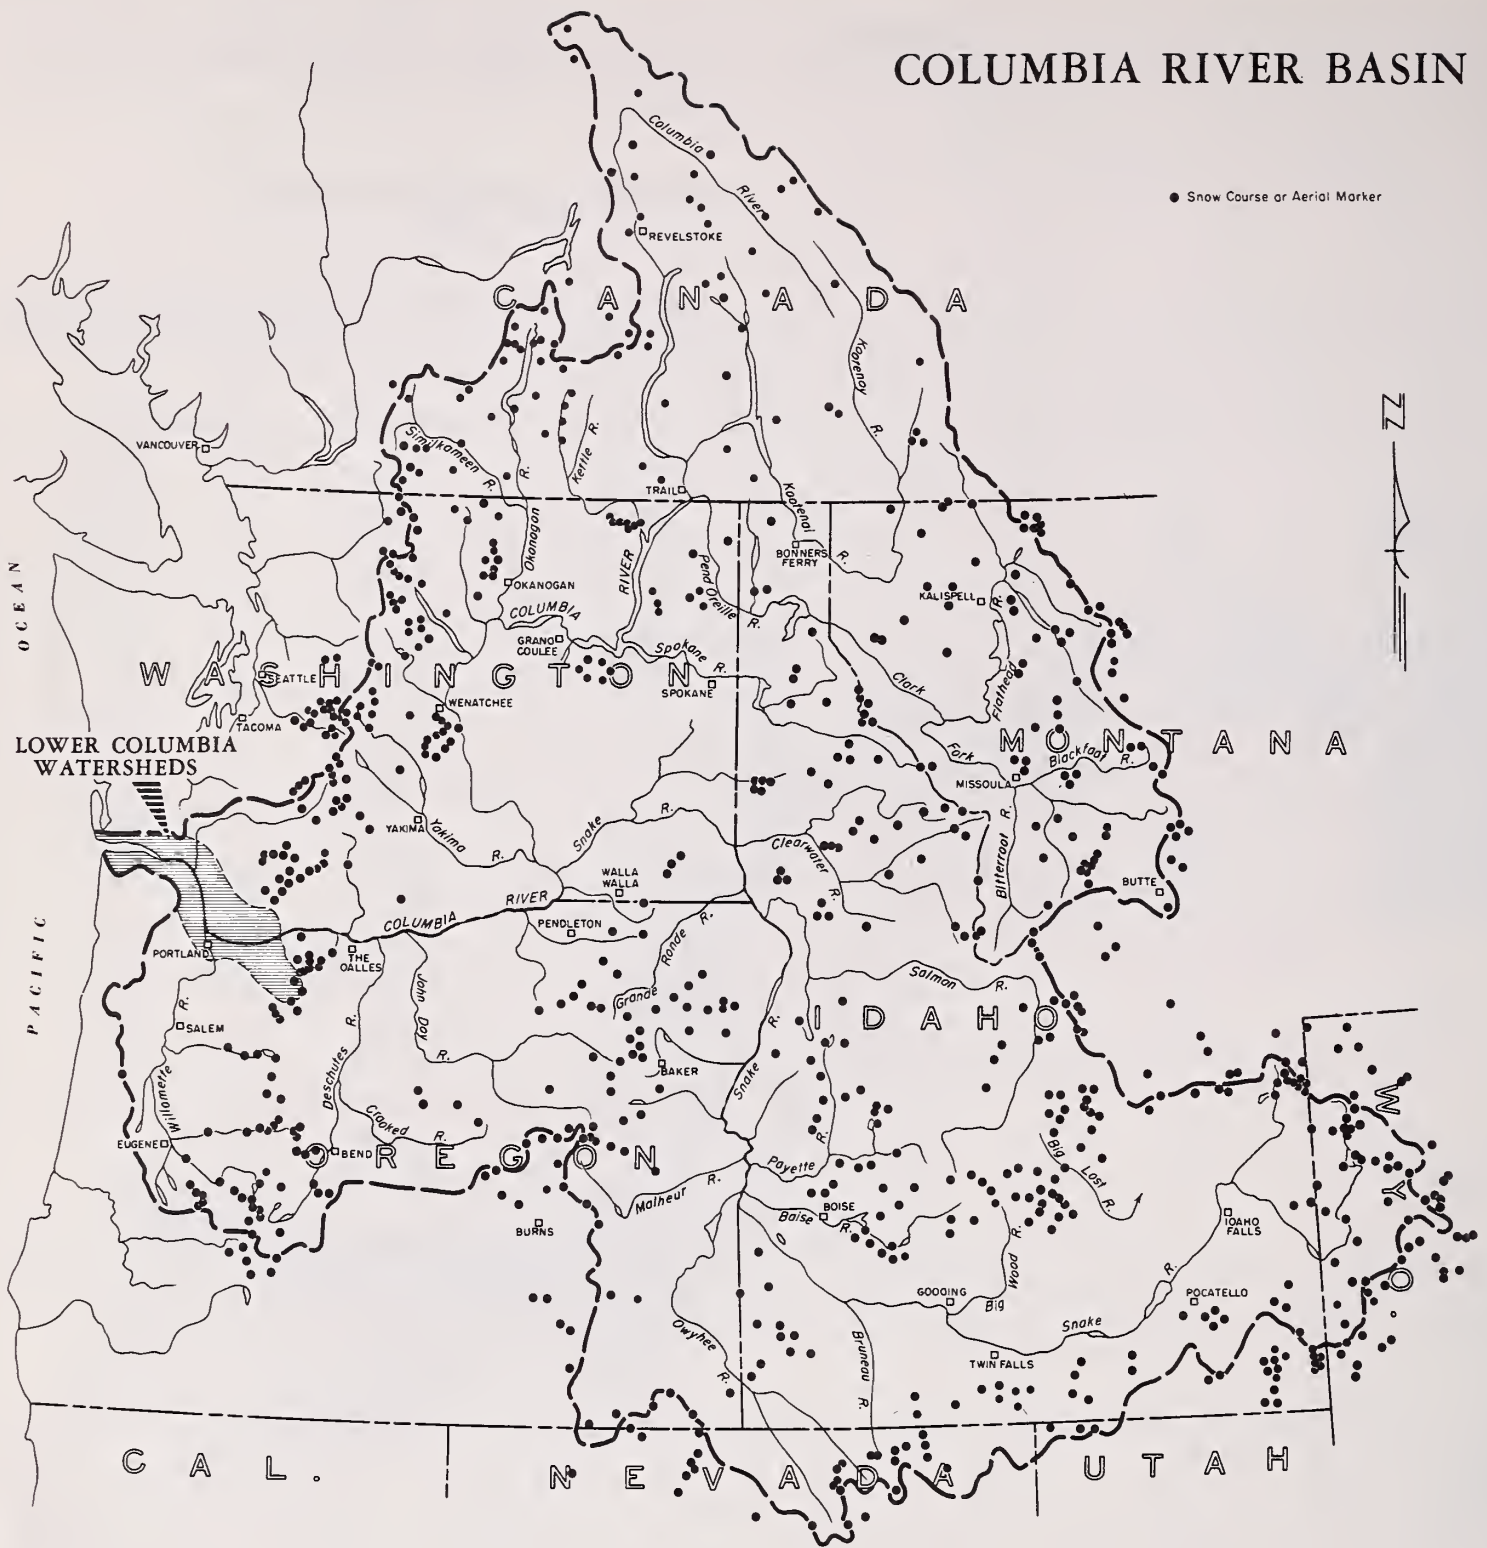 COLUMBIA RIVER BASIN
Snow Course or Aerial Marker
Columbia
River
REVELSTOKE
CANADA
Kootenay
R.
VANCOUVER
Similkameen
R.
R.
Kettle R.
TRAIL
Kootenai
R.
N
Okanogan
OKANOGAN
RIVER
Pend Oreille
R.
BONNERS
FERRY
KALISPELL
R.
OCEAN
COLUMBIA
GRAND
COULEE
Spokane
R.
SPOKANE
WASHINGTON
SEATTLE
WENATCHEE
TACOMA
Clark
Flathead
Fork
MONTANA
Blackfoot
R.
MISSOULA
LOWER COLUMBIA
WATERSHEDS
YAKIMA
Yakima
R.
Snake
R.
Clearwater
R.
Bitterroot R.
WALLA
WALLA
BUTTE
COLUMBIA
RIVER
PENDLETON
PORTLAND
THE
DALLES
PACIFIC
Ronde
R.
Grande
Salmon
R.
John Day
R.
IDAHO
SALEM
R.
R.
Deschutes
R.
Snake
BAKER
Willamette
Crooked
R.
EUGENE
BEND
OREGON
Payette
R.
Malheur
R.
Big
Lost
R.
WYO.
BURNS
Boise
BOISE
R.
IDAHO
FALLS
Wood R.
Big
GOODING
R.
POCATELLO
Snake
Owyhee
R.
Bruneau
R.
TWIN FALLS
CAL.
NEVADA
UTAH